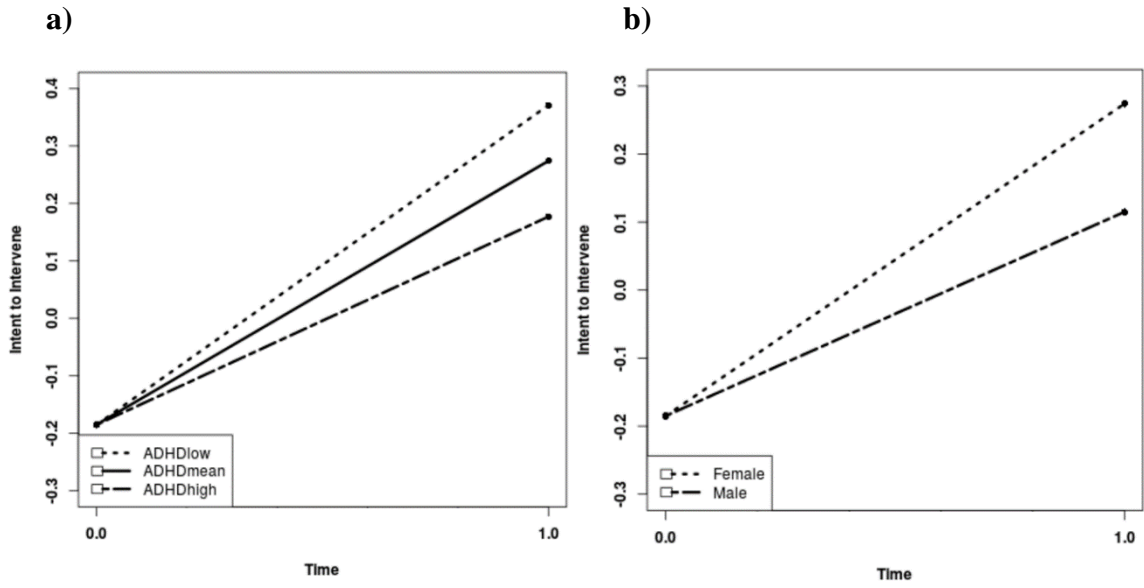 a)
Intent to Intervene
0.4
0.3
0.2
0.1
0.0
-0.1
-0.2
-0.3
ADHDlow
ADHDmean
ADHDhigh
0.0 1.0
Time
b)
Intent to Intervene
0.3
0.2
0.1
0.0
-0.1
-0.2
-0.3
Female
Male
0.0 1.0
Time